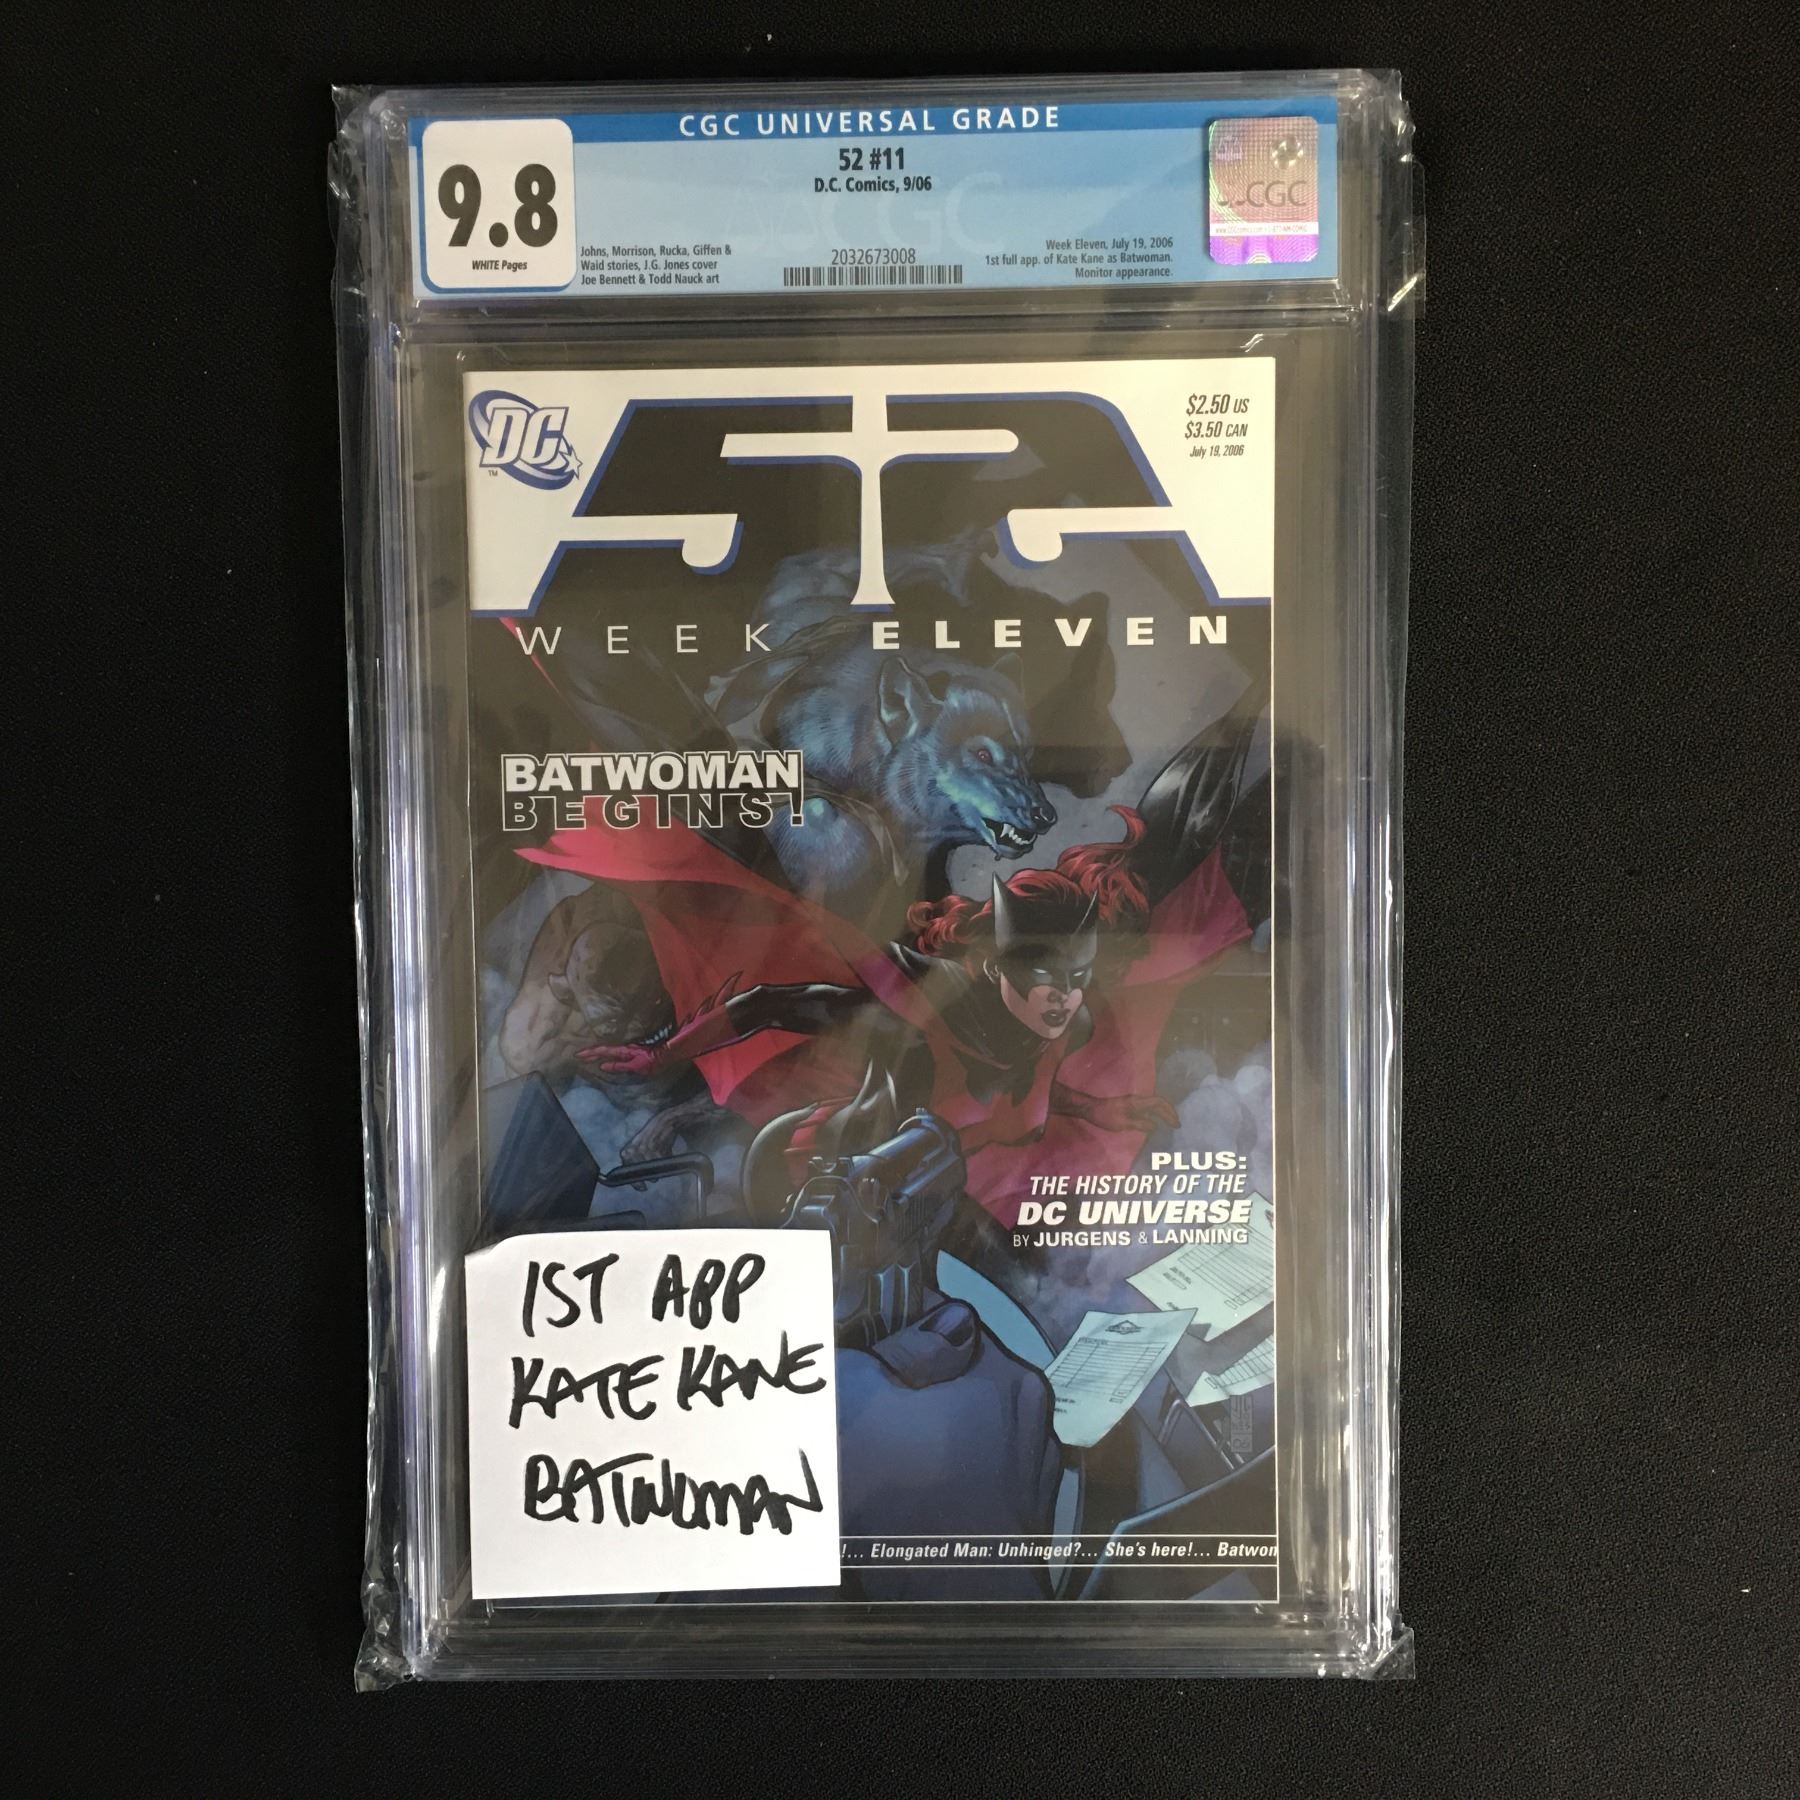 CGC UNIVERSAL GRADE
9.8
WHITE Pages
52 #11
D.C. Comics, 9/06
Johns, Morrison, Rucka, Giffen &
Waid stories, J.G. Jones cover
Joe Bennett & Todd Nauck art
2032673008
Week Eleven, July 19, 2006
1st full app. of Kate Kane as Batwoman.
Monitor appearance.
CGC
DC
TM
52
$2.50 US
$3.50 CAN
July 19, 2006
WEEK ELEVEN
BATWOMAN
BEGINS!
PLUS:
THE HISTORY OF THE
DC UNIVERSE
BY JURGENS & LANNING
1ST APP
KATE KANE
BATWOMAN
!... Elongated Man: Unhinged?... She's here!... Batwon